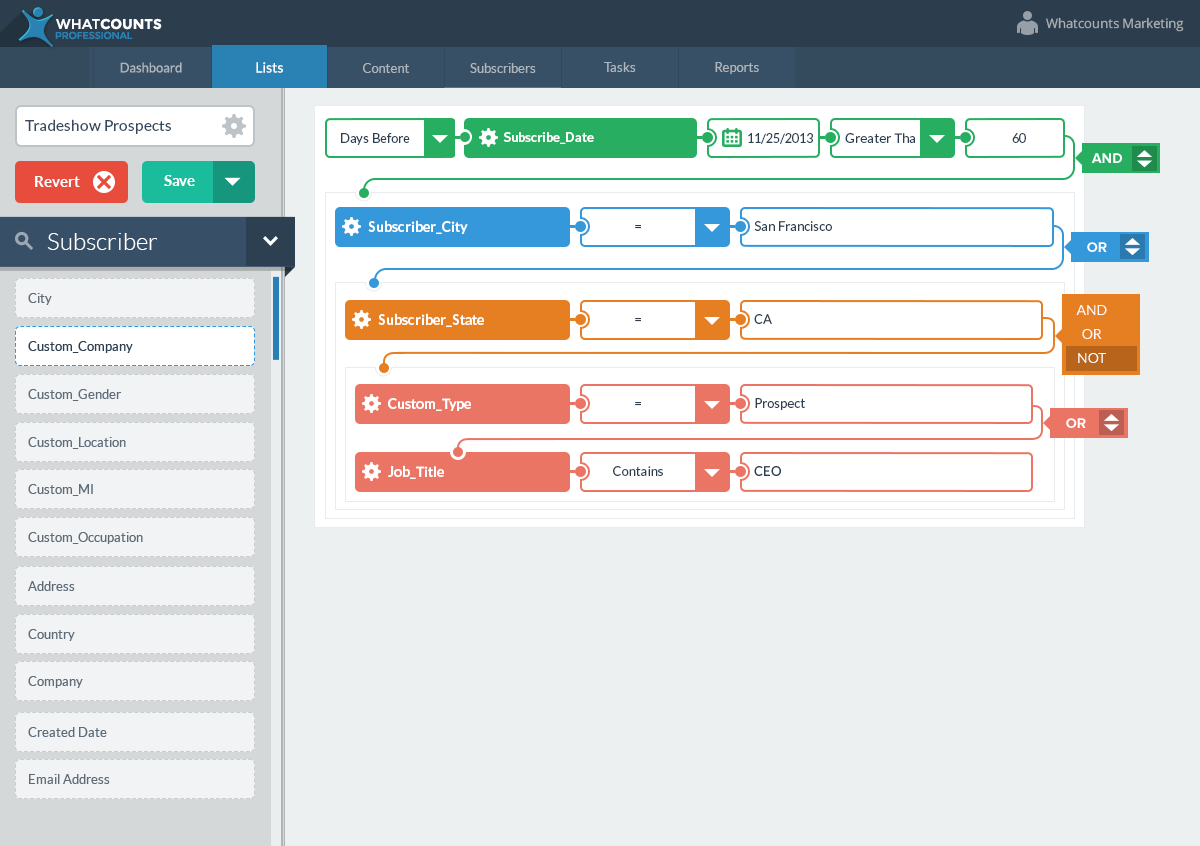 WHATCOUNTS
PROFESSIONAL
Whatcounts Marketing
Dashboard Lists Content Subscribers Tasks Reports
Tradeshow Prospects
Revert Save
Subscriber
City
Custom_Company
Custom_Gender
Custom_Location
Custom_MI
Custom_Occupation
Address
Country
Company
Created Date
Email Address
Days Before Subscribe_Date 11/25/2013 Greater Tha 60
AND
Subscriber_City = San Francisco
OR
Subscriber_State = CA
AND
OR
NOT
Custom_Type = Prospect
OR
Job_Title Contains CEO